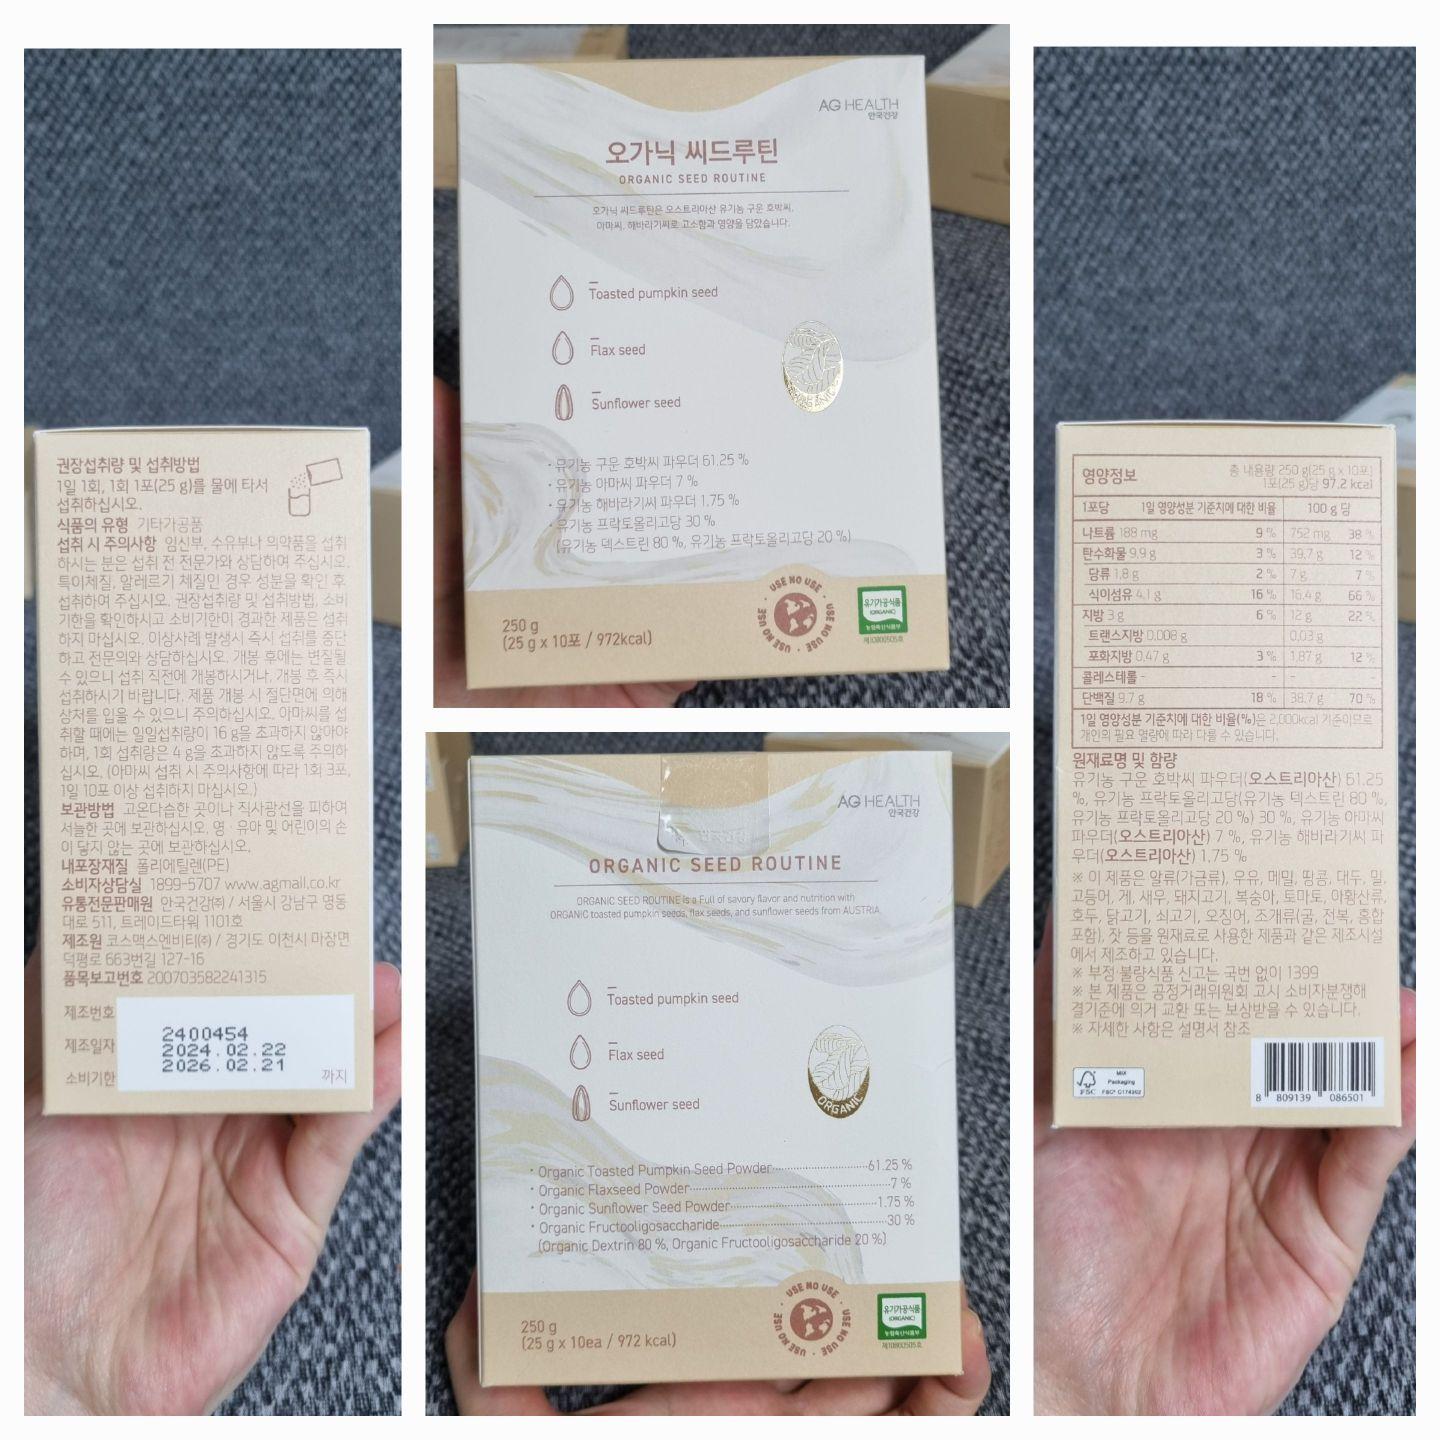 권장섭취량 및 섭취방법
1일 1회, 1회 1포(25 g)를 물에 타서
섭취하십시오.
식품의 유형 기타가공품
섭취 시 주의사항 임신부, 수유부나 의약품을 섭취
하시는 분은 섭취 전 전문가와 상담하여 주십시오.
특이체질, 알레르기 체질인 경우 성분을 확인 후
섭취하여 주십시오. 권장섭취량 및 섭취방법, 소비
기한을 확인하시고 소비기한이 경과한 제품은 섭취
하지 마십시오. 이상사례 발생시 즉시 섭취를 중단
하고 전문의와 상담하십시오. 개봉 후에는 변질될
수 있으니 섭취 직전에 개봉하시거나, 개봉 후 즉시
섭취하시기 바랍니다. 제품 개봉 시 절단면에 의해
상처를 입을 수 있으니 주의하십시오. 아마씨를 섭
취할 때에는 일일섭취량이 16 g을 초과하지 않아야
하며, 1회 섭취량은 4 g을 초과하지 않도록 주의하
십시오. (아마씨 섭취 시 주의사항에 따라 1회 3포,
1일 10포 이상 섭취하지 마십시오.)
보관방법 고온다습한 곳이나 직사광선을 피하여
서늘한 곳에 보관하십시오. 영·유아 및 어린이의 손
이 닿지 않는 곳에 보관하십시오.
내포장재질 폴리에틸렌(PE)
소비자상담실 1899-5707 www.agmall.co.kr
유통전문판매원 안국건강㈜ / 서울시 강남구 영동
대로 511, 트레이드타워 1101호
제조원 코스맥스엔비티㈜ / 경기도 이천시 마장면
덕평로 663번길 127-16
품목보고번호 200703582241315
제조번호 2400454
제조일자 2024.02.22
소비기한 2026.02.21 까지
AG HEALTH
안국건강
오가닉 씨드루틴
ORGANIC SEED ROUTINE
오가닉 씨드루틴은 오스트리아산 유기농 구운 호박씨,
아마씨, 해바라기씨로 고소함과 영양을 담았습니다.
Toasted pumpkin seed
Flax seed
Sunflower seed
ORGANIC
· 유기농 구운 호박씨 파우더 61.25 %
· 유기농 아마씨 파우더 7 %
· 유기농 해바라기씨 파우더 1.75 %
· 유기농 프락토올리고당 30 %
(유기농 덱스트린 80 %, 유기농 프락토올리고당 20 %)
250 g
(25 g x 10포 / 972kcal)
USE NO USE · USE NO USE · USE NO USE ·
유기가공식품
(ORGANIC)
농림축산식품부
제10800505호
AG HEALTH
안국건강
ORGANIC SEED ROUTINE
ORGANIC SEED ROUTINE is a Full of savory flavor and nutrition with
ORGANIC toasted pumpkin seeds, flax seeds, and sunflower seeds from AUSTRIA.
Toasted pumpkin seed
Flax seed
Sunflower seed
ORGANIC
· Organic Toasted Pumpkin Seed Powder 61.25 %
· Organic Flaxseed Powder 7 %
· Organic Sunflower Seed Powder 1.75 %
· Organic Fructooligosaccharide 30 %
(Organic Dextrin 80 %, Organic Fructooligosaccharide 20 %)
250 g
(25 g x 10ea / 972 kcal)
USE NO USE · USE NO USE · USE NO USE ·
유기가공식품
(ORGANIC)
농림축산식품부
제10800505호
영양정보 총 내용량 250 g(25 g x 10포)
1포(25 g)당 97.2 kcal
1포당 1일 영양성분 기준치에 대한 비율 100 g 당
나트륨 188 mg 9 % 752 mg 38 %
탄수화물 9.9 g 3 % 39.7 g 12 %
당류 1.8 g 2 % 7 g 7 %
식이섬유 4.1 g 16 % 16.4 g 66 %
지방 3 g 6 % 12 g 22 %
트랜스지방 0.008 g 0.03 g
포화지방 0.47 g 3 % 1.87 g 12 %
콜레스테롤 - - - -
단백질 9.7 g 18 % 38.7 g 70 %
1일 영양성분 기준치에 대한 비율(%)은 2,000kcal 기준이므로
개인의 필요 열량에 따라 다를 수 있습니다.
원재료명 및 함량
유기농 구운 호박씨 파우더(오스트리아산) 61.25
%, 유기농 프락토올리고당(유기농 덱스트린 80 %,
유기농 프락토올리고당 20 %) 30 %, 유기농 아마씨
파우더(오스트리아산) 7 %, 유기농 해바라기씨 파
우더(오스트리아산) 1.75 %
※ 이 제품은 알류(가금류), 우유, 메밀, 땅콩, 대두, 밀,
고등어, 게, 새우, 돼지고기, 복숭아, 토마토, 아황산류,
호두, 닭고기, 쇠고기, 오징어, 조개류(굴, 전복, 홍합
포함), 잣 등을 원재료로 사용한 제품과 같은 제조시설
에서 제조하고 있습니다.
※ 부정·불량식품 신고는 국번 없이 1399
※ 본 제품은 공정거래위원회 고시 소비자분쟁해
결기준에 의거 교환 또는 보상받을 수 있습니다.
※ 자세한 사항은 설명서 참조
FSC
MIX
Packaging
FSC® C174302
8 809139 086501